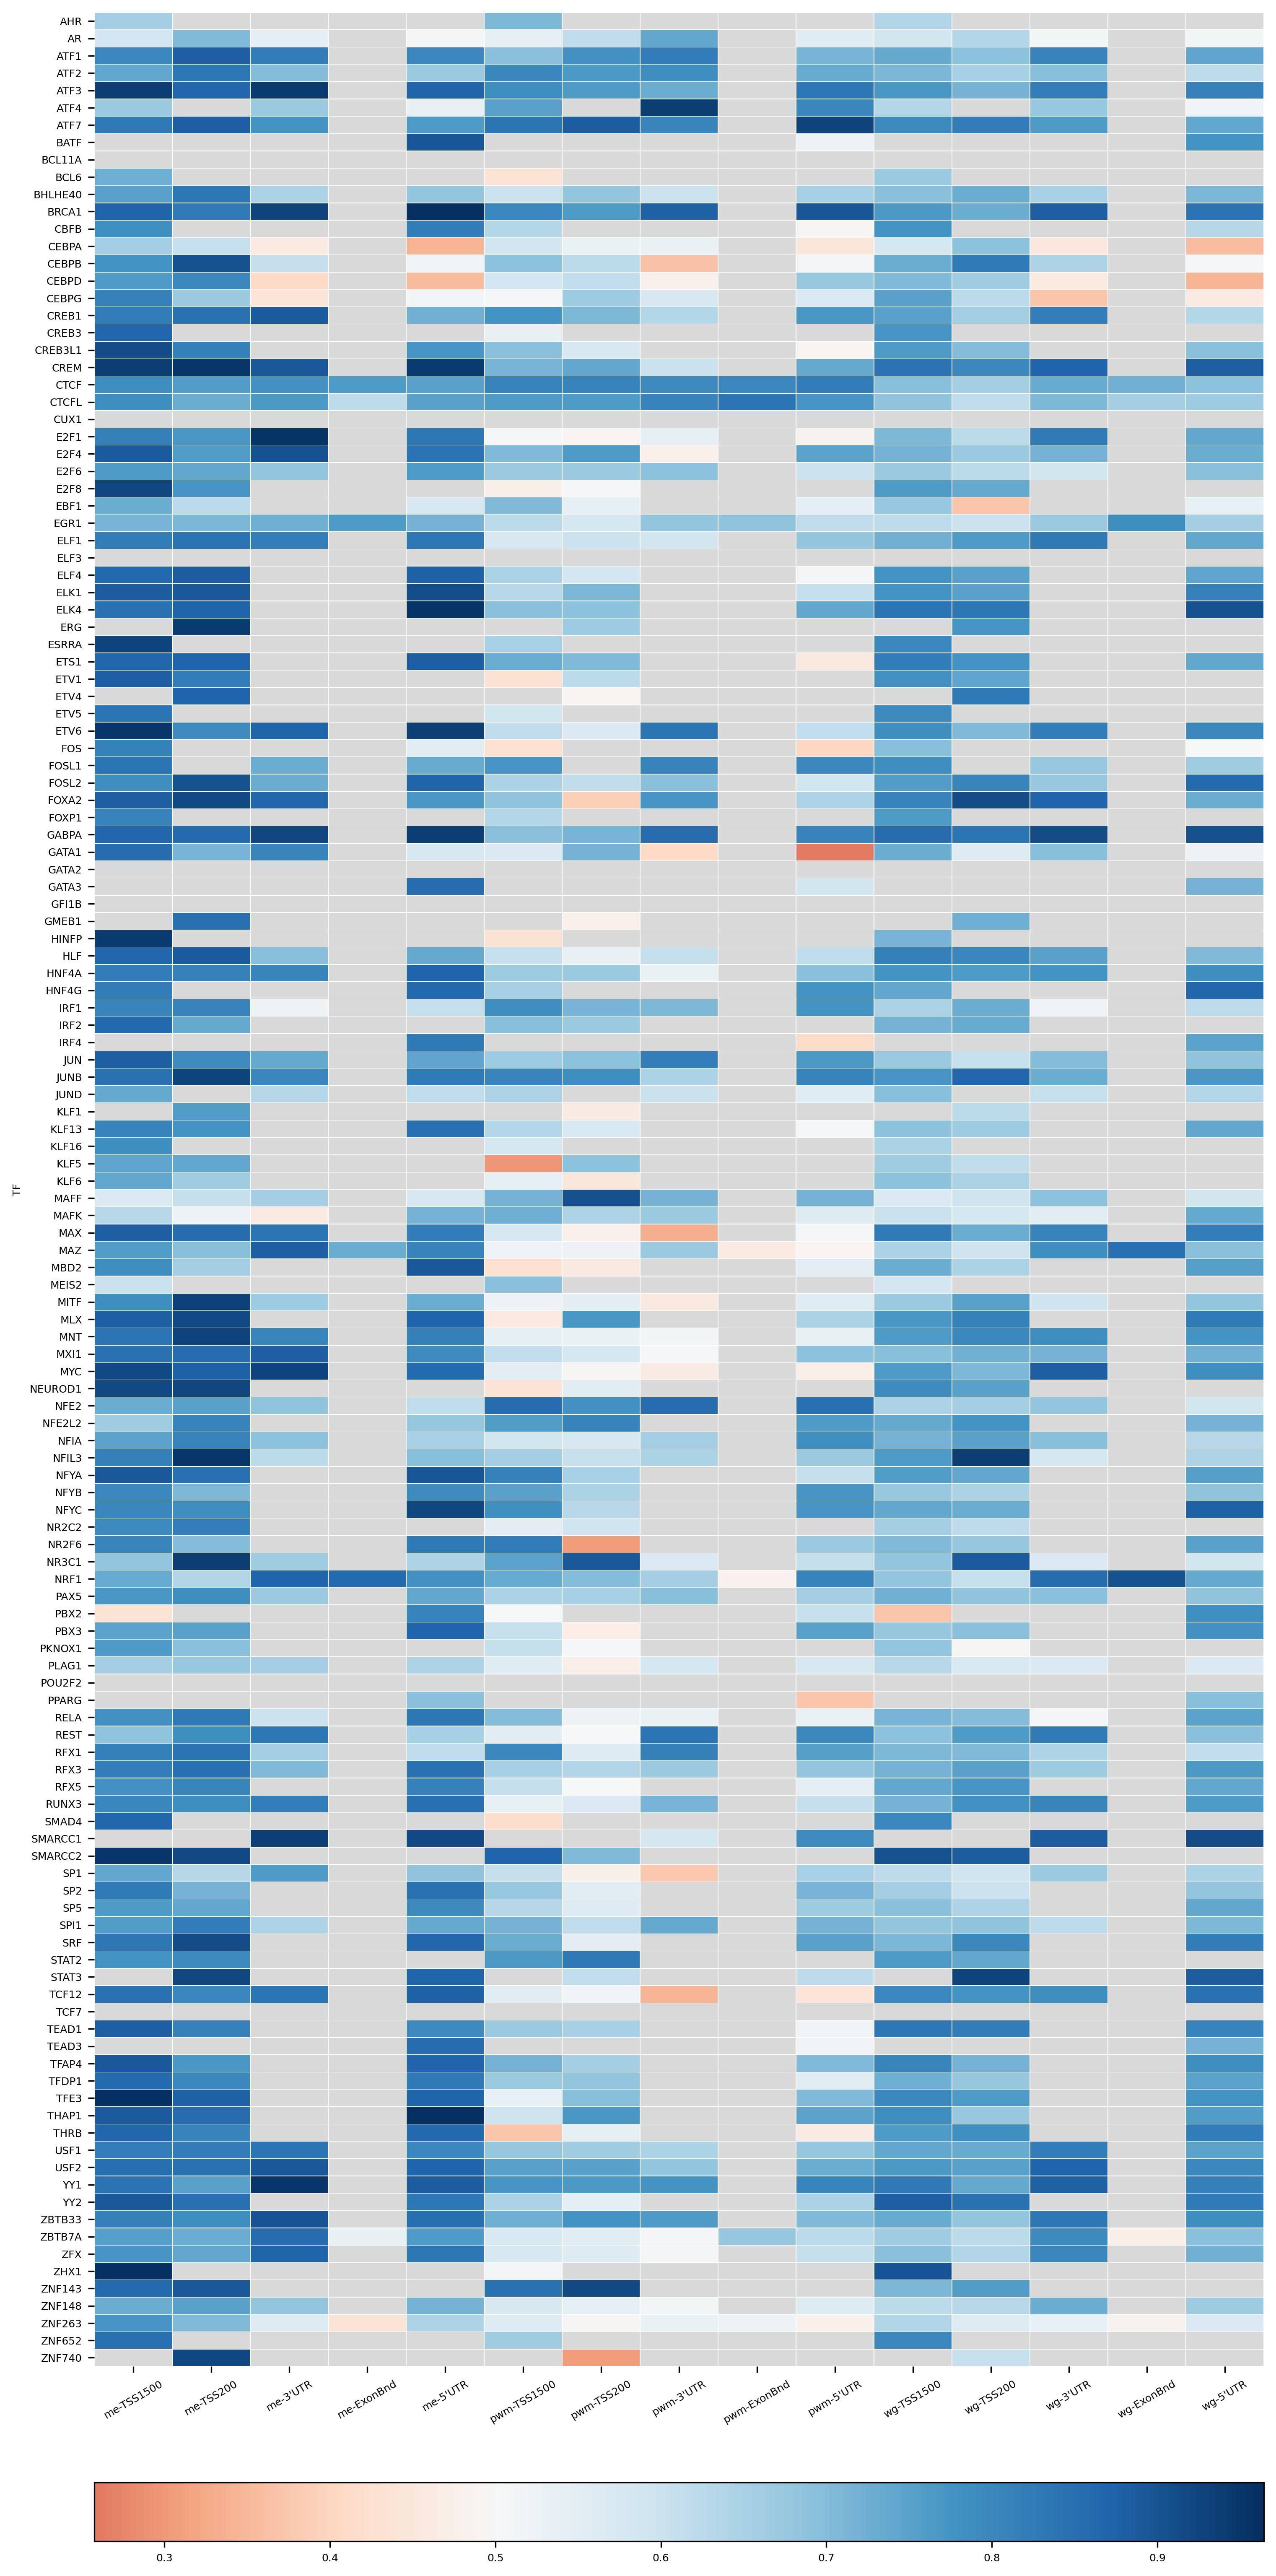 AHR
AR
ATF1
ATF2
ATF3
ATF4
ATF7
BATF
BCL11A
BCL6
BHLHE40
BRCA1
CBFB
CEBPA
CEBPB
CEBPD
CEBPG
CREB1
CREB3
CREB3L1
CREM
CTCF
CTCFL
CUX1
E2F1
E2F4
E2F6
E2F8
EBF1
EGR1
ELF1
ELF3
ELF4
ELK1
ELK4
ERG
ESRRA
ETS1
ETV1
ETV4
ETV5
ETV6
FOS
FOSL1
FOSL2
FOXA2
FOXP1
GABPA
GATA1
GATA2
GATA3
GFI1B
GMEB1
HINFP
HLF
HNF4A
HNF4G
IRF1
IRF2
IRF4
JUN
JUNB
JUND
KLF1
KLF13
KLF16
KLF5
KLF6
TF
MAFF
MAFK
MAX
MAZ
MBD2
MEIS2
MITF
MLX
MNT
MXI1
MYC
NEUROD1
NFE2
NFE2L2
NFIA
NFIL3
NFYA
NFYB
NFYC
NR2C2
NR2F6
NR3C1
NRF1
PAX5
PBX2
PBX3
PKNOX1
PLAG1
POU2F2
PPARG
RELA
REST
RFX1
RFX3
RFX5
RUNX3
SMAD4
SMARCC1
SMARCC2
SP1
SP2
SP5
SPI1
SRF
STAT2
STAT3
TCF12
TCF7
TEAD1
TEAD3
TFAP4
TFDP1
TFE3
THAP1
THRB
USF1
USF2
YY1
YY2
ZBTB33
ZBTB7A
ZFX
ZHX1
ZNF143
ZNF148
ZNF263
ZNF652
ZNF740
me-TSS1500 me-TSS200 me-3'UTR me-ExonBnd me-5'UTR pwm-TSS1500 pwm-TSS200 pwm-3'UTR pwm-ExonBnd pwm-5'UTR wg-TSS1500 wg-TSS200 wg-3'UTR wg-ExonBnd wg-5'UTR
0.3 0.4 0.5 0.6 0.7 0.8 0.9